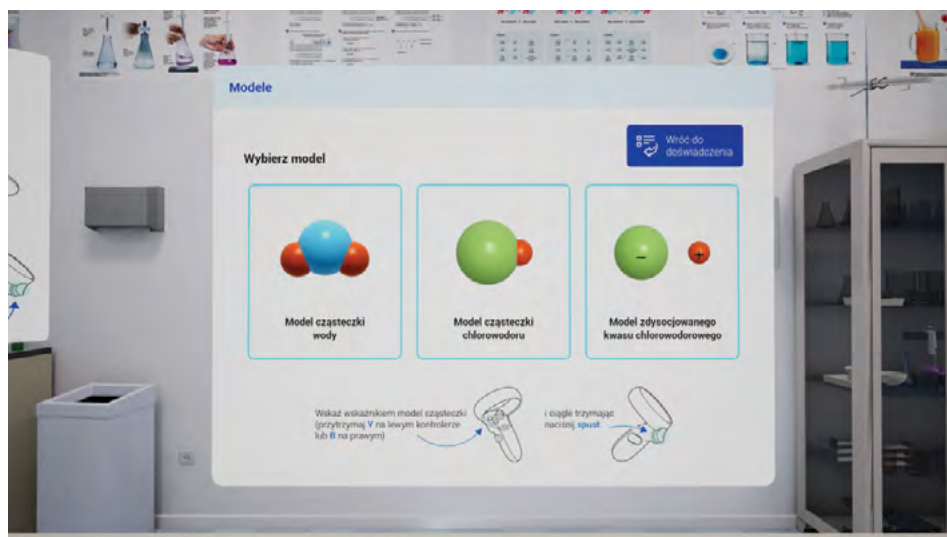 Modele
Wróć do
doświadczenia
Wybierz model
Model cząsteczki
wody
Model cząsteczki
chlorowodoru
−
+
Model zdysocjowanego
kwasu chlorowodorowego
Wskaż wskaźnikiem model cząsteczki
(przytrzymaj Y na lewym kontrolerze
lub B na prawym)
i ciągle trzymając
naciśnij spust